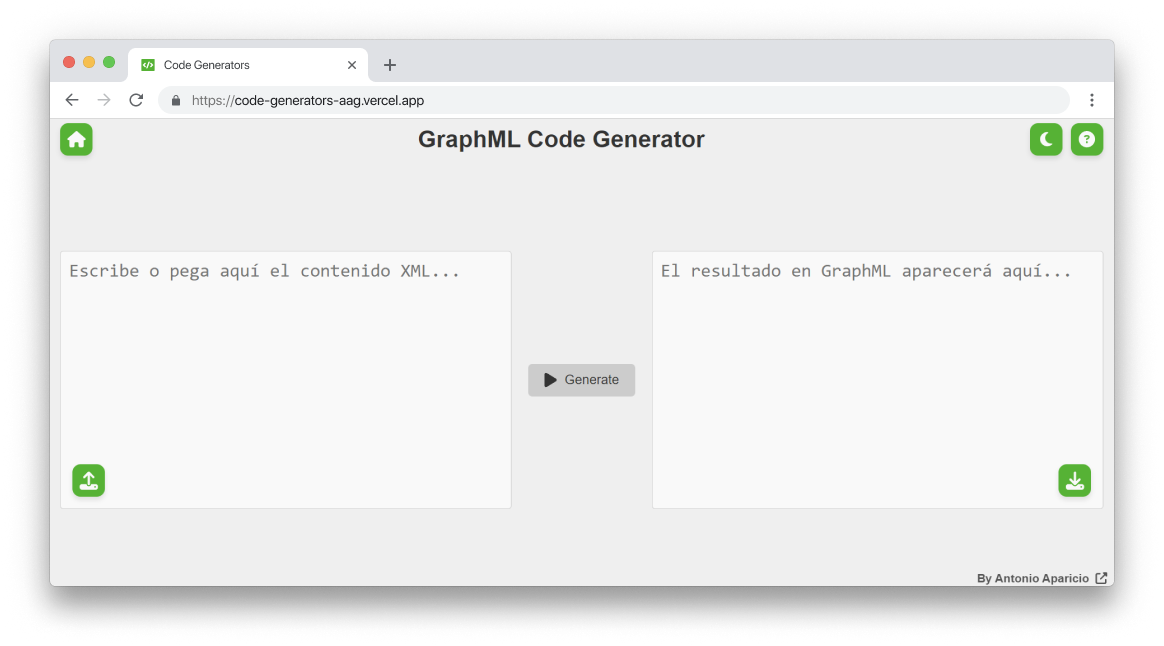 Code Generators
https://code-generators-aag.vercel.app
GraphML Code Generator
Escribe o pega aquí el contenido XML...
El resultado en GraphML aparecerá aquí...
Generate
By Antonio Aparicio